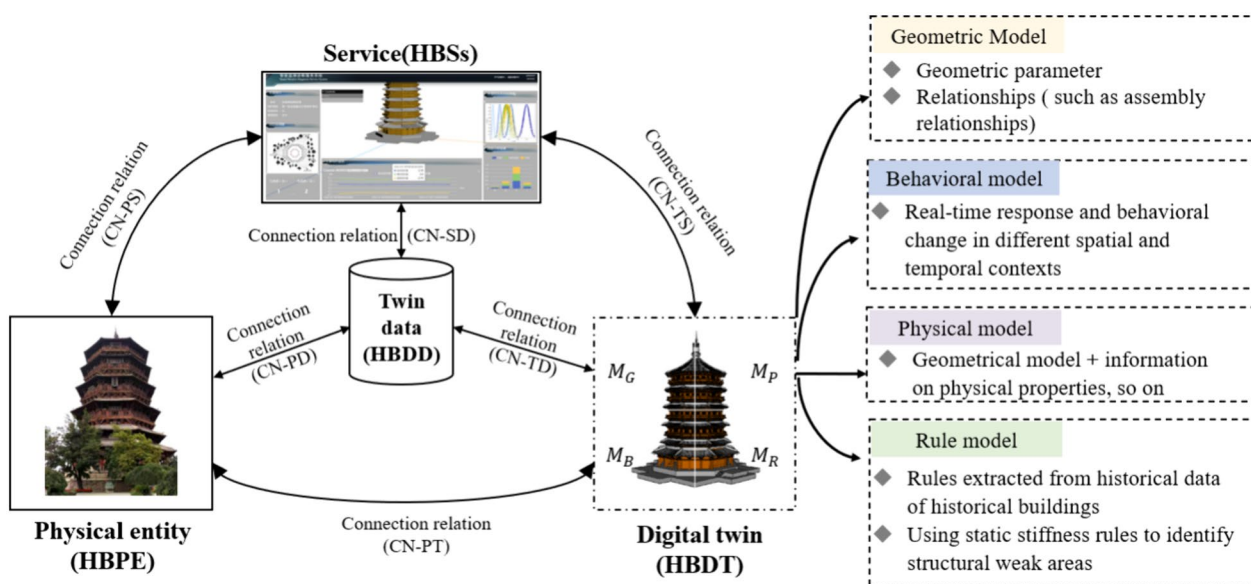 Service(HBSs)
Connection relation
(CN-PS)
Connection relation
(CN-TS)
Connection relation (CN-SD)
Twin
data
(HBDD)
Connection
relation
(CN-PD)
Connection
relation
(CN-TD)
Physical entity
(HBPE)
Connection relation
(CN-PT)
M_G
M_P
M_B
M_R
Digital twin
(HBDT)
Geometric Model
◆ Geometric parameter
◆ Relationships ( such as assembly
relationships)
Behavioral model
◆ Real-time response and behavioral
change in different spatial and
temporal contexts
Physical model
◆ Geometrical model + information
on physical properties, so on
Rule model
◆ Rules extracted from historical data
of historical buildings
◆ Using static stiffness rules to identify
structural weak areas